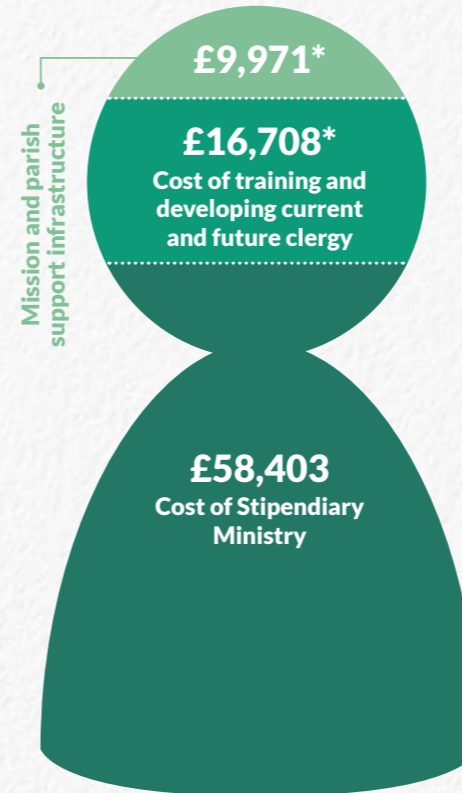 £9,971*
Mission and parish
support infrastructure
£16,708*
Cost of training and
developing current
and future clergy
£58,403
Cost of Stipendiary
Ministry